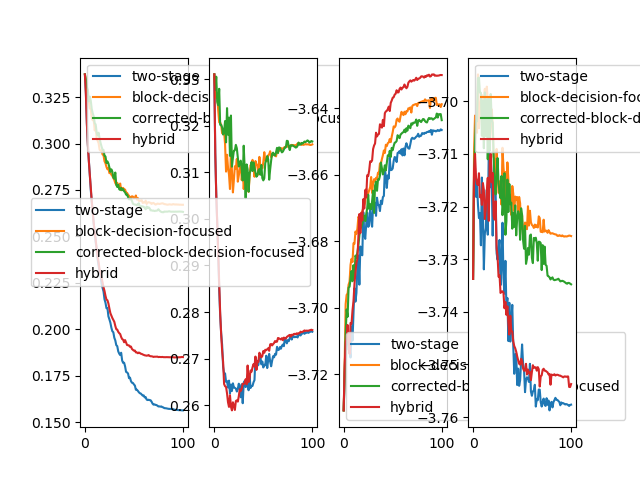 two-stage
block-decis
corrected-b
hybrid
two-stage
block-decision-focused
corrected-block-decision-focused
hybrid
two-stage
block-decis
corrected-b
ocused
hybrid
two-stage
block-decision-foc
corrected-block-d
hybrid
0.325
0.300
0.275
0.250
0.225
0.200
0.175
0.150
0
100
0.33
0.32
0.31
0.30
0.29
0.28
0.27
0.26
0
100
−3.64
−3.66
−3.68
−3.70
−3.72
0
100
−3.70
−3.71
−3.72
−3.73
−3.74
−3.75
−3.76
0
100